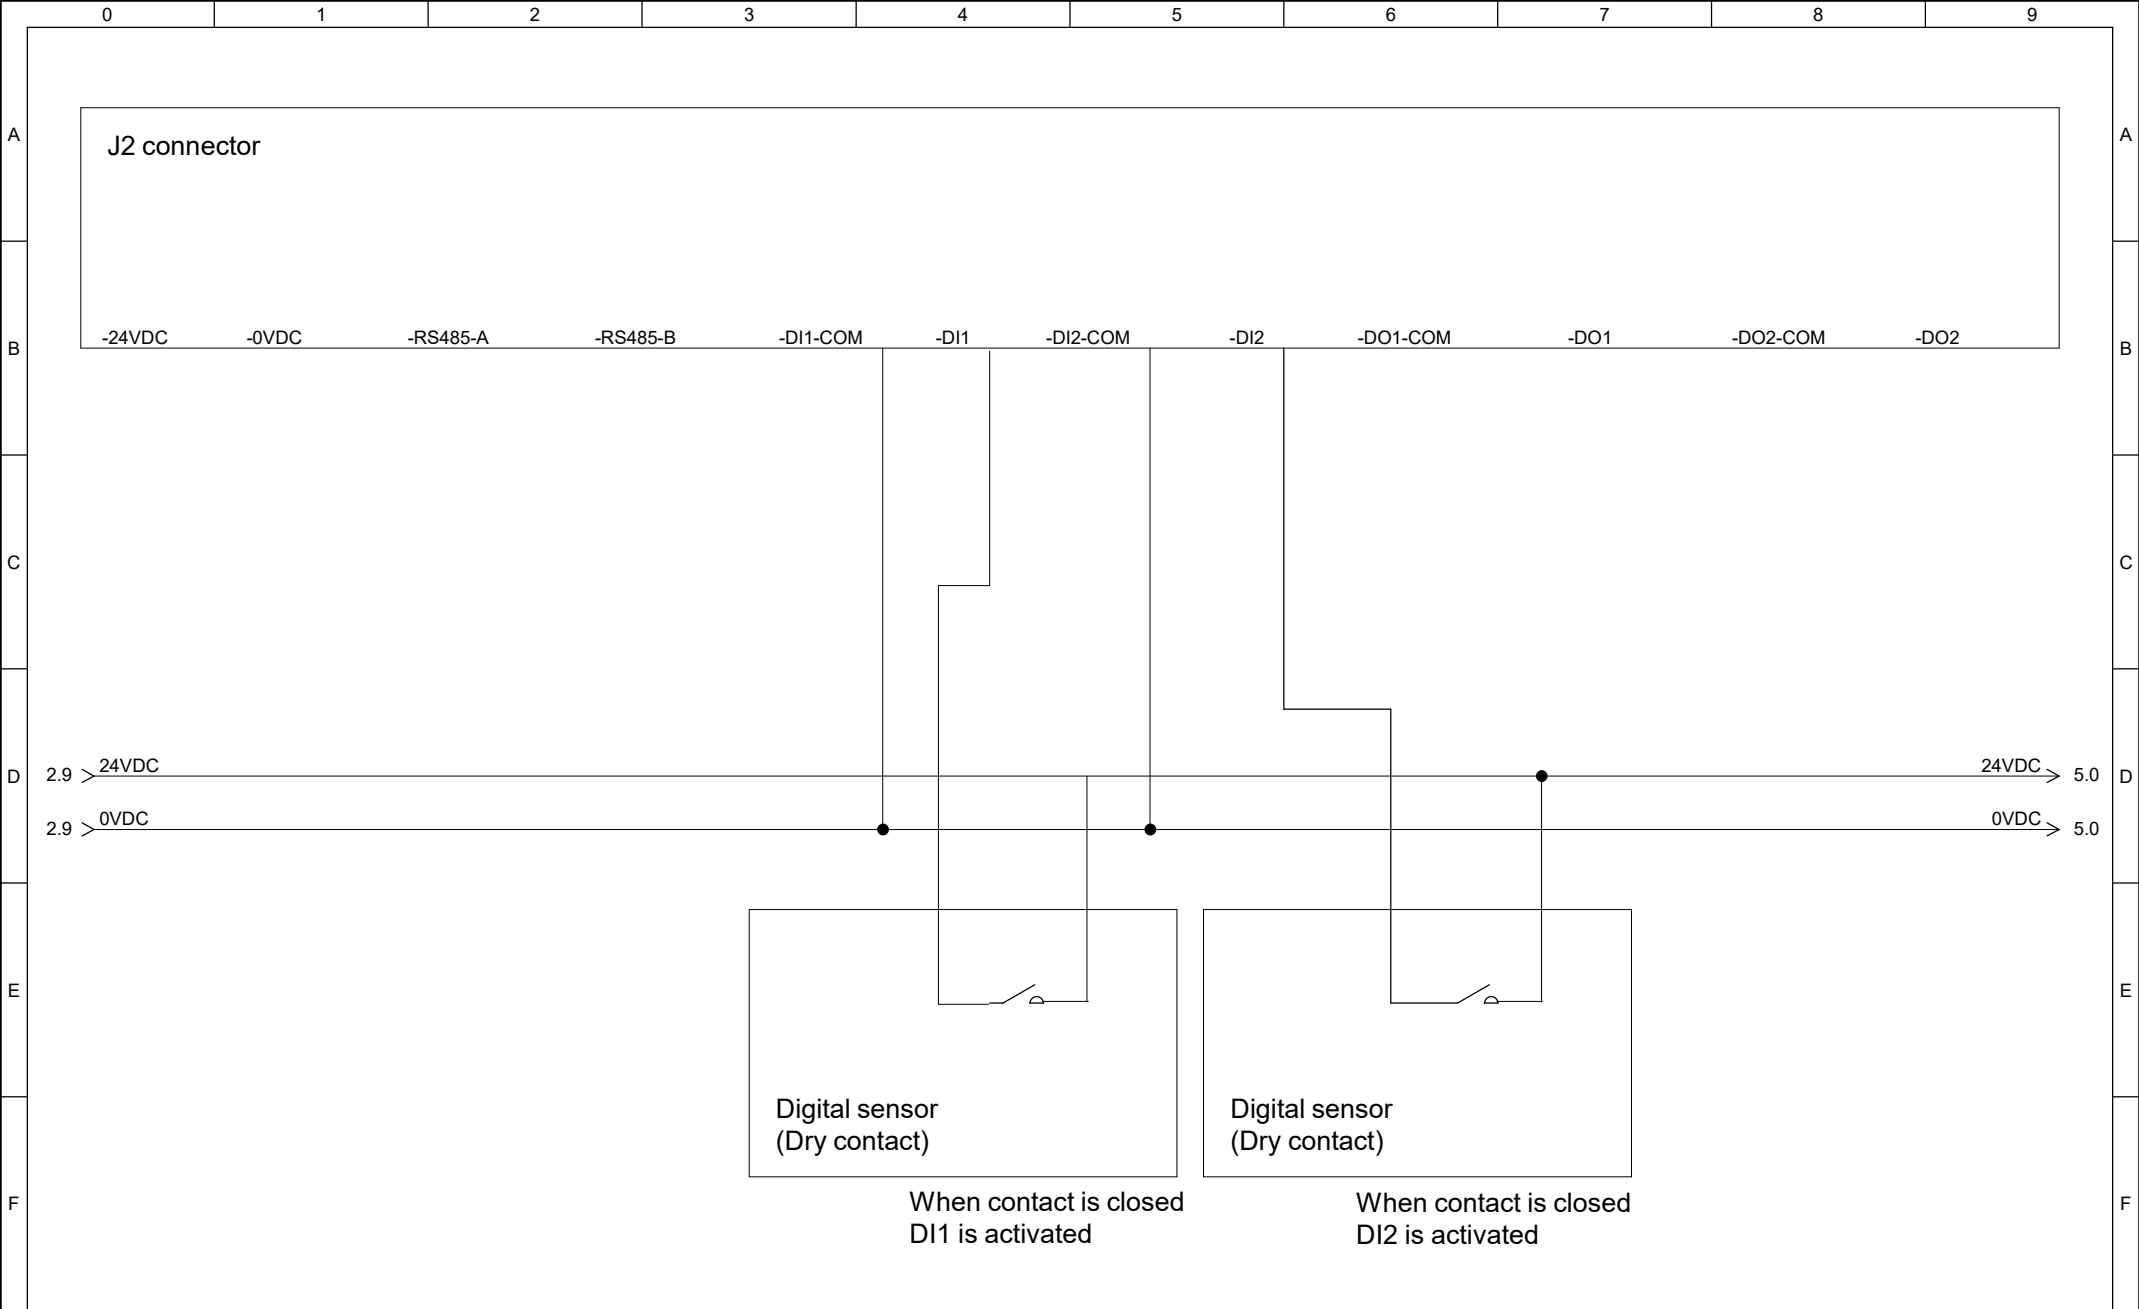 0 1 2 3 4 5 6 7 8 9
A A
J2 connector
-24VDC -0VDC -RS485-A -RS485-B -DI1-COM -DI1 -DI2-COM -DI2 -DO1-COM -DO1 -DO2-COM -DO2
B B
C C
24VDC 24VDC
D 2.9 5.0 D
0VDC 0VDC
2.9 5.0
E E
Digital sensor
(Dry contact)
Digital sensor
(Dry contact)
F F
When contact is closed
DI1 is activated
When contact is closed
DI2 is activated